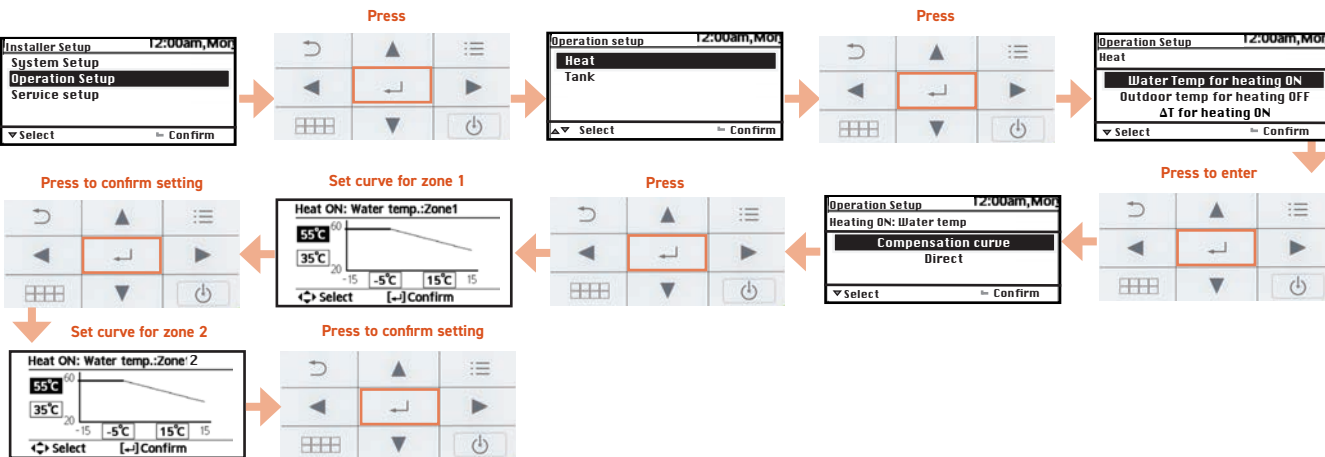 Press
Press
Installer Setup 12:00am,Mon
System Setup
Operation Setup
Service setup
▼Select Confirm
Operation setup 12:00am,Mon
Heat
Tank
▲▼ Select Confirm
Operation Setup 12:00am,Mon
Heat
Water Temp for heating ON
Outdoor temp for heating OFF
ΔT for heating ON
▼ Select Confirm
Press to confirm setting
Set curve for zone 1
Press
Press to enter
Heat ON: Water temp.:Zone1
55℃ 60
35℃
20
-15 -5℃ 15℃ 15
Select [↵]Confirm
Operation Setup 12:00am,Mon
Heating ON: Water temp
Compensation curve
Direct
▼Select Confirm
Set curve for zone 2
Press to confirm setting
Heat ON: Water temp.:Zone 2
55℃ 60
35℃
20
-15 -5℃ 15℃ 15
Select [↵]Confirm